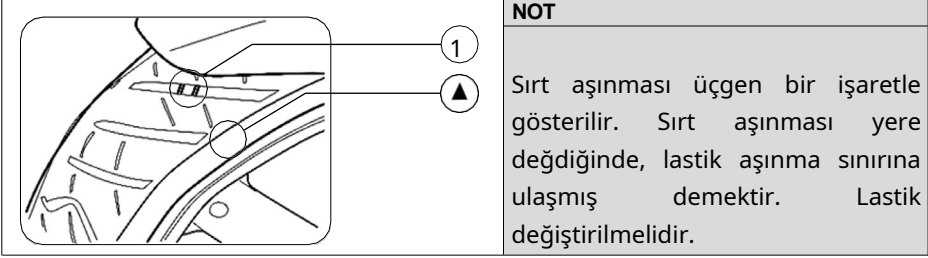 1
▲
NOT
Sırt aşınması üçgen bir işaretle
gösterilir. Sırt aşınması yere
değdiğinde, lastik aşınma sınırına
ulaşmış demektir. Lastik
değiştirilmelidir.